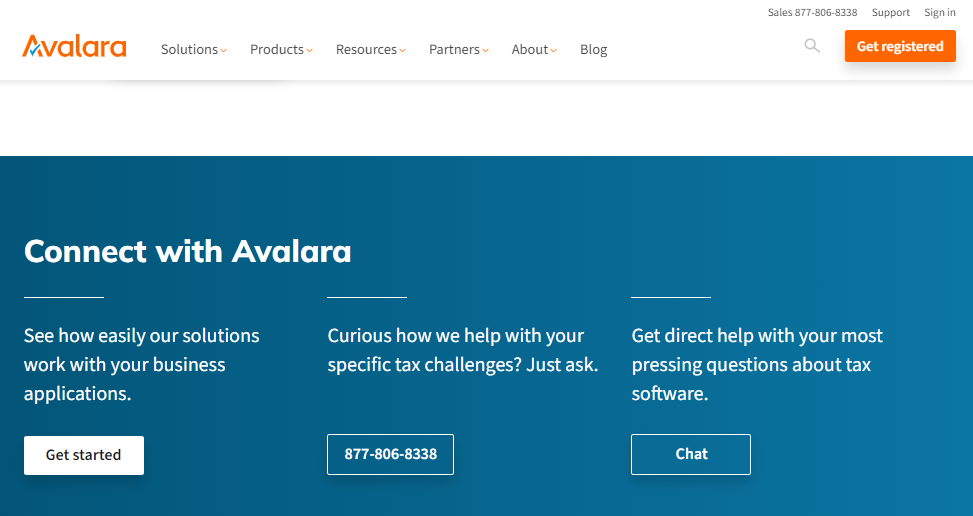 Sales 877-806-8338 Support Sign in
Avalara Solutions Products Resources Partners About Blog Get registered
Connect with Avalara
See how easily our solutions
work with your business
applications.
Get started
Curious how we help with your
specific tax challenges? Just ask.
877-806-8338
Get direct help with your most
pressing questions about tax
software.
Chat